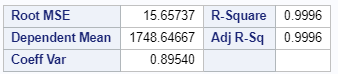 Root MSE 15.65737 R-Square 0.9996
Dependent Mean 1748.64667 Adj R-Sq 0.9996
Coeff Var 0.89540